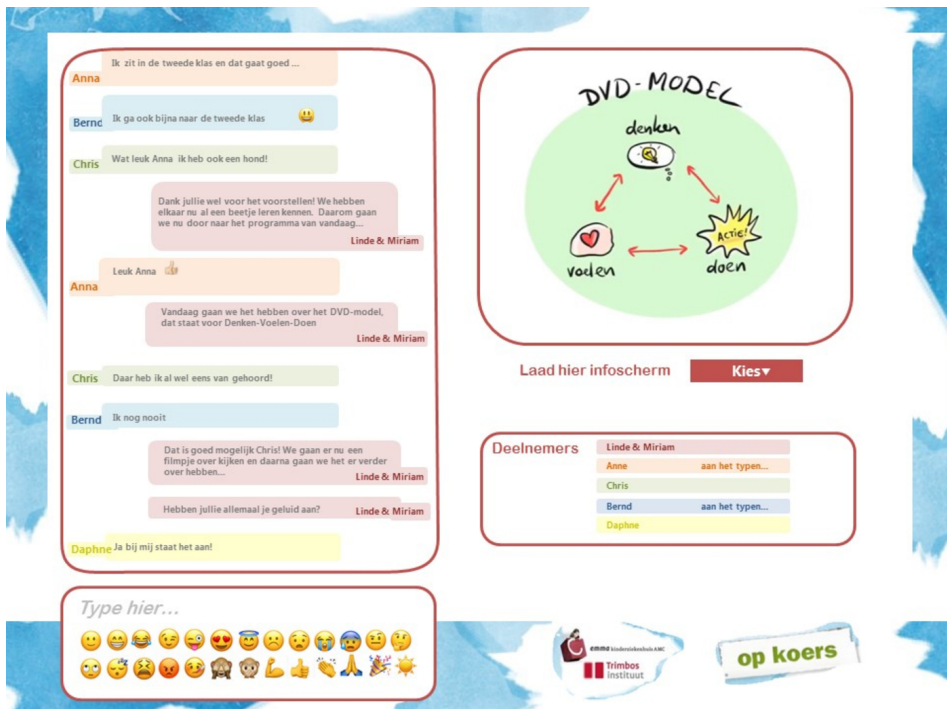 Ik zit in de tweede klas en dat gaat goed ...
Anna
Bernd
Ik ga ook bijna naar de tweede klas
Chris
Wat leuk Anna ik heb ook een hond!
Dank jullie wel voor het voorstellen! We hebben
elkaar nu al een beetje leren kennen. Daarom gaan
we nu door naar het programma van vandaag...
Linde & Miriam
Leuk Anna
Anna
Vandaag gaan we het hebben over het DVD-model,
dat staat voor Denken-Voelen-Doen
Linde & Miriam
Chris
Daar heb ik al wel eens van gehoord!
Bernd
Ik nog nooit
Dat is goed mogelijk Chris! We gaan er nu een
filmpje over kijken en daarna gaan we het er verder
over hebben...
Linde & Miriam
Hebben jullie allemaal je geluid aan?
Linde & Miriam
Daphne
Ja bij mij staat het aan!
Type hier...
DVD-MODEL
denken
voelen
ACTIE!
doen
Laad hier infoscherm
Kies▾
Deelnemers
Linde & Miriam
Anne aan het typen...
Chris
Bernd aan het typen...
Daphne
emma kinderziekenhuis AMC
Trimbos
instituut
op koers